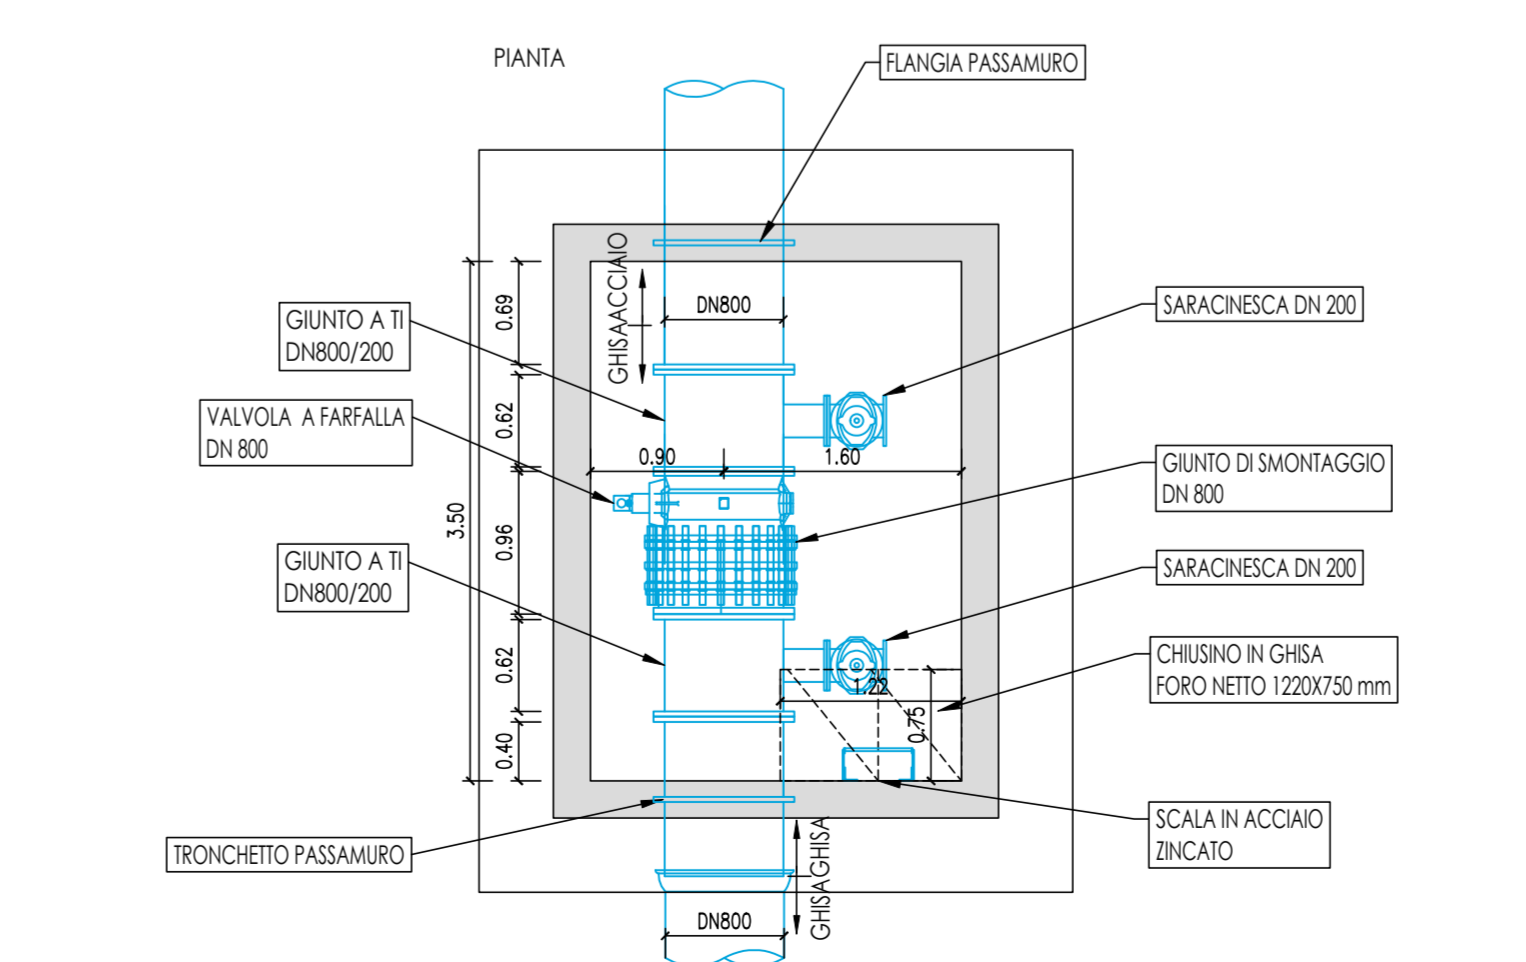 PIANTA
FLANGIA PASSAMURO
GHISA ACCIAIO
DN800
0.69
GIUNTO A TI
DN800/200
SARACINESCA DN 200
VALVOLA A FARFALLA
DN 800
0.62
0.90
1.60
GIUNTO DI SMONTAGGIO
DN 800
3.50
0.96
GIUNTO A TI
DN800/200
SARACINESCA DN 200
0.62
CHIUSINO IN GHISA
FORO NETTO 1220X750 mm
1.22
0.75
0.40
SCALA IN ACCIAIO
ZINCATO
TRONCHETTO PASSAMURO
GHISA GHISA
DN800